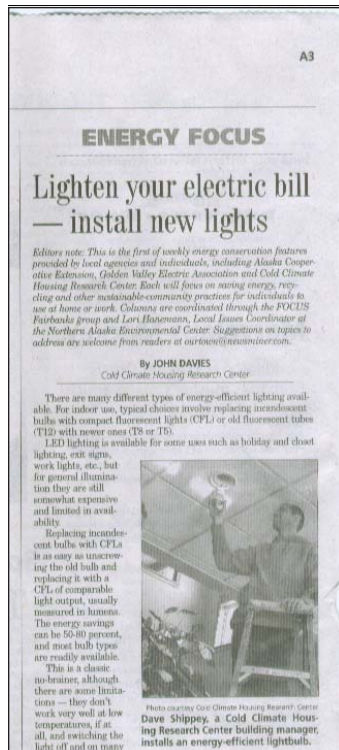 A3
ENERGY FOCUS
Lighten your electric bill
— install new lights
Editors note: This is the first of weekly energy conservation features
provided by local agencies and individuals, including Alaska Cooper-
ative Extension, Golden Valley Electric Association and Cold Climate
Housing Research Center. Each will focus on saving energy, recy-
cling and other sustainable-community practices for individuals to
use at home or work. Columns are coordinated through the FOCUS
Fairbanks group and Lori Hanemann, Local Issues Coordinator at
the Northern Alaska Environmental Center. Suggestions on topics to
address are welcome from readers at ourtown@newsminer.com.
By JOHN DAVIES
Cold Climate Housing Research Center
There are many different types of energy-efficient lighting avail-
able. For indoor use, typical choices involve replacing incandescent
bulbs with compact fluorescent lights (CFL) or old fluorescent tubes
(T12) with newer ones (T8 or T5).
LED lighting is available for some uses such as holiday and closet
lighting, exit signs,
work lights, etc., but
for general illumina-
tion they are still
somewhat expensive
and limited in avail-
ability.
Replacing incandes-
cent bulbs with CFLs
is as easy as unscrew-
ing the old bulb and
replacing it with a
CFL of comparable
light output, usually
measured in lumens.
The energy savings
can be 50-80 percent,
and most bulb types
are readily available.
This is a classic
no-brainer, although
there are some limita-
tions — they don't
work very well at low
temperatures, if at
all, and switching the
light off and on many
Photo courtesy Cold Climate Housing Research Center
Dave Shippey, a Cold Climate Hous-
ing Research Center building manager,
installs an energy-efficient lightbulb.